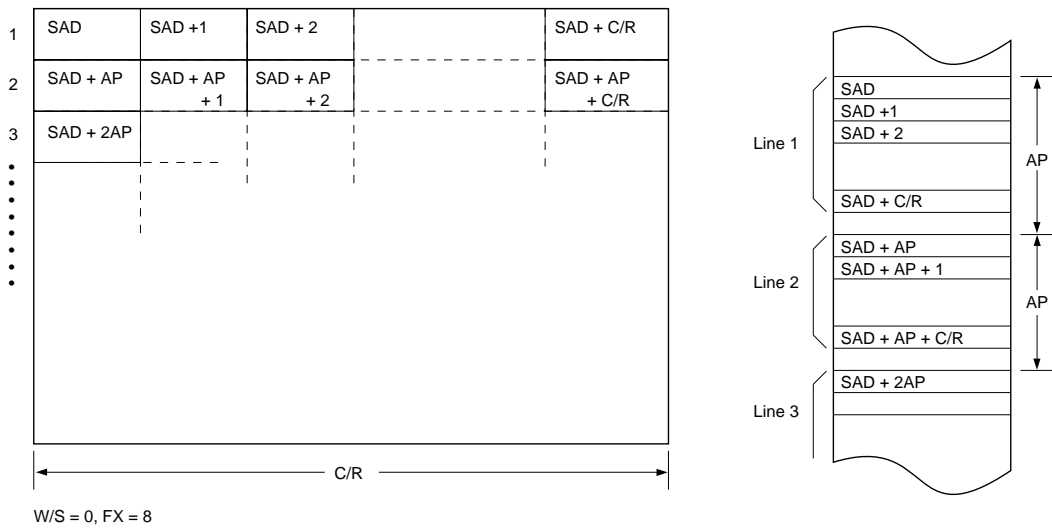 1
SAD
SAD +1
SAD + 2
SAD + C/R
2
SAD + AP
SAD + AP
+ 1
SAD + AP
+ 2
SAD + AP
+ C/R
3
SAD + 2AP
C/R
W/S = 0, FX = 8
Line 1
SAD
SAD +1
SAD + 2
SAD + C/R
AP
Line 2
SAD + AP
SAD + AP + 1
SAD + AP + C/R
AP
Line 3
SAD + 2AP